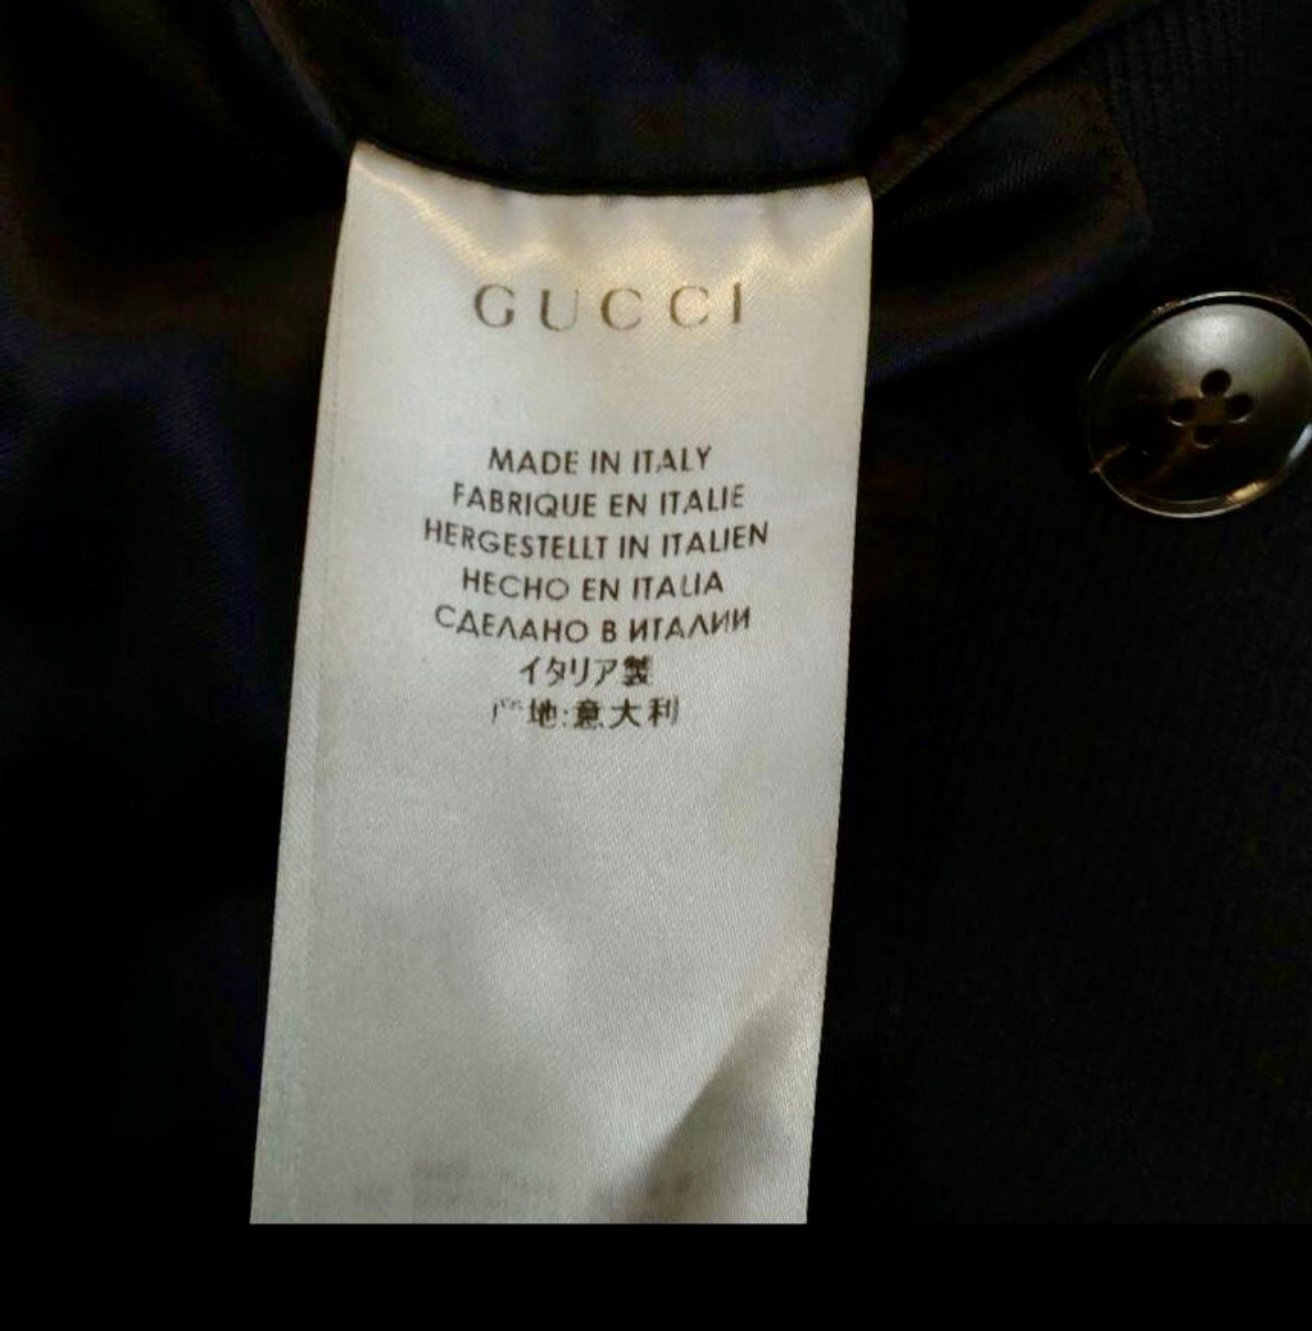 GUCCI
MADE IN ITALY
FABRIQUE EN ITALIE
HERGESTELLT IN ITALIEN
HECHO EN ITALIA
СДЕЛАНО В ИТАЛИИ
イタリア製
产地:意大利